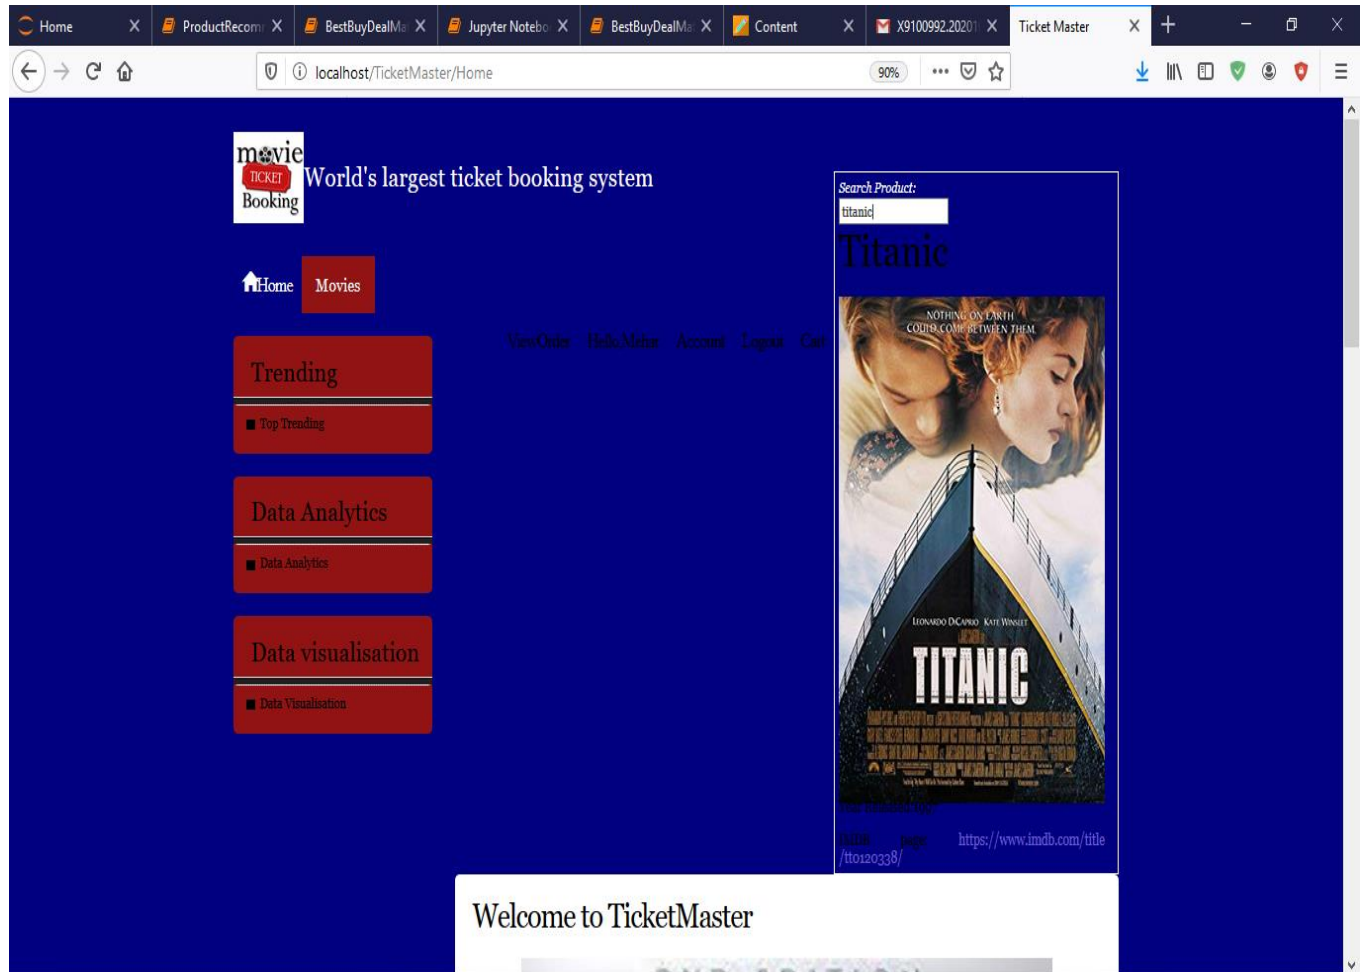 Home
ProductRecom
BestBuyDealMa
Jupyter Notebo
BestBuyDealMa
Content
X9100992.20201
Ticket Master
localhost/TicketMaster/Home
90%
movie
TICKET
Booking
World's largest ticket booking system
Search Product:
titanic
Titanic
Home
Movies
ViewOrder Hello, Account Logout Cart
Trending
Top Trending
Data Analytics
Data Analytics
Data visualisation
Data Visualisation
NOTHING ON EARTH
COULD COME BETWEEN THEM.
LEONARDO DiCAPRIO KATE WINSLET
TITANIC
IMDB page: https://www.imdb.com/title
/tt0120338/
Welcome to TicketMaster